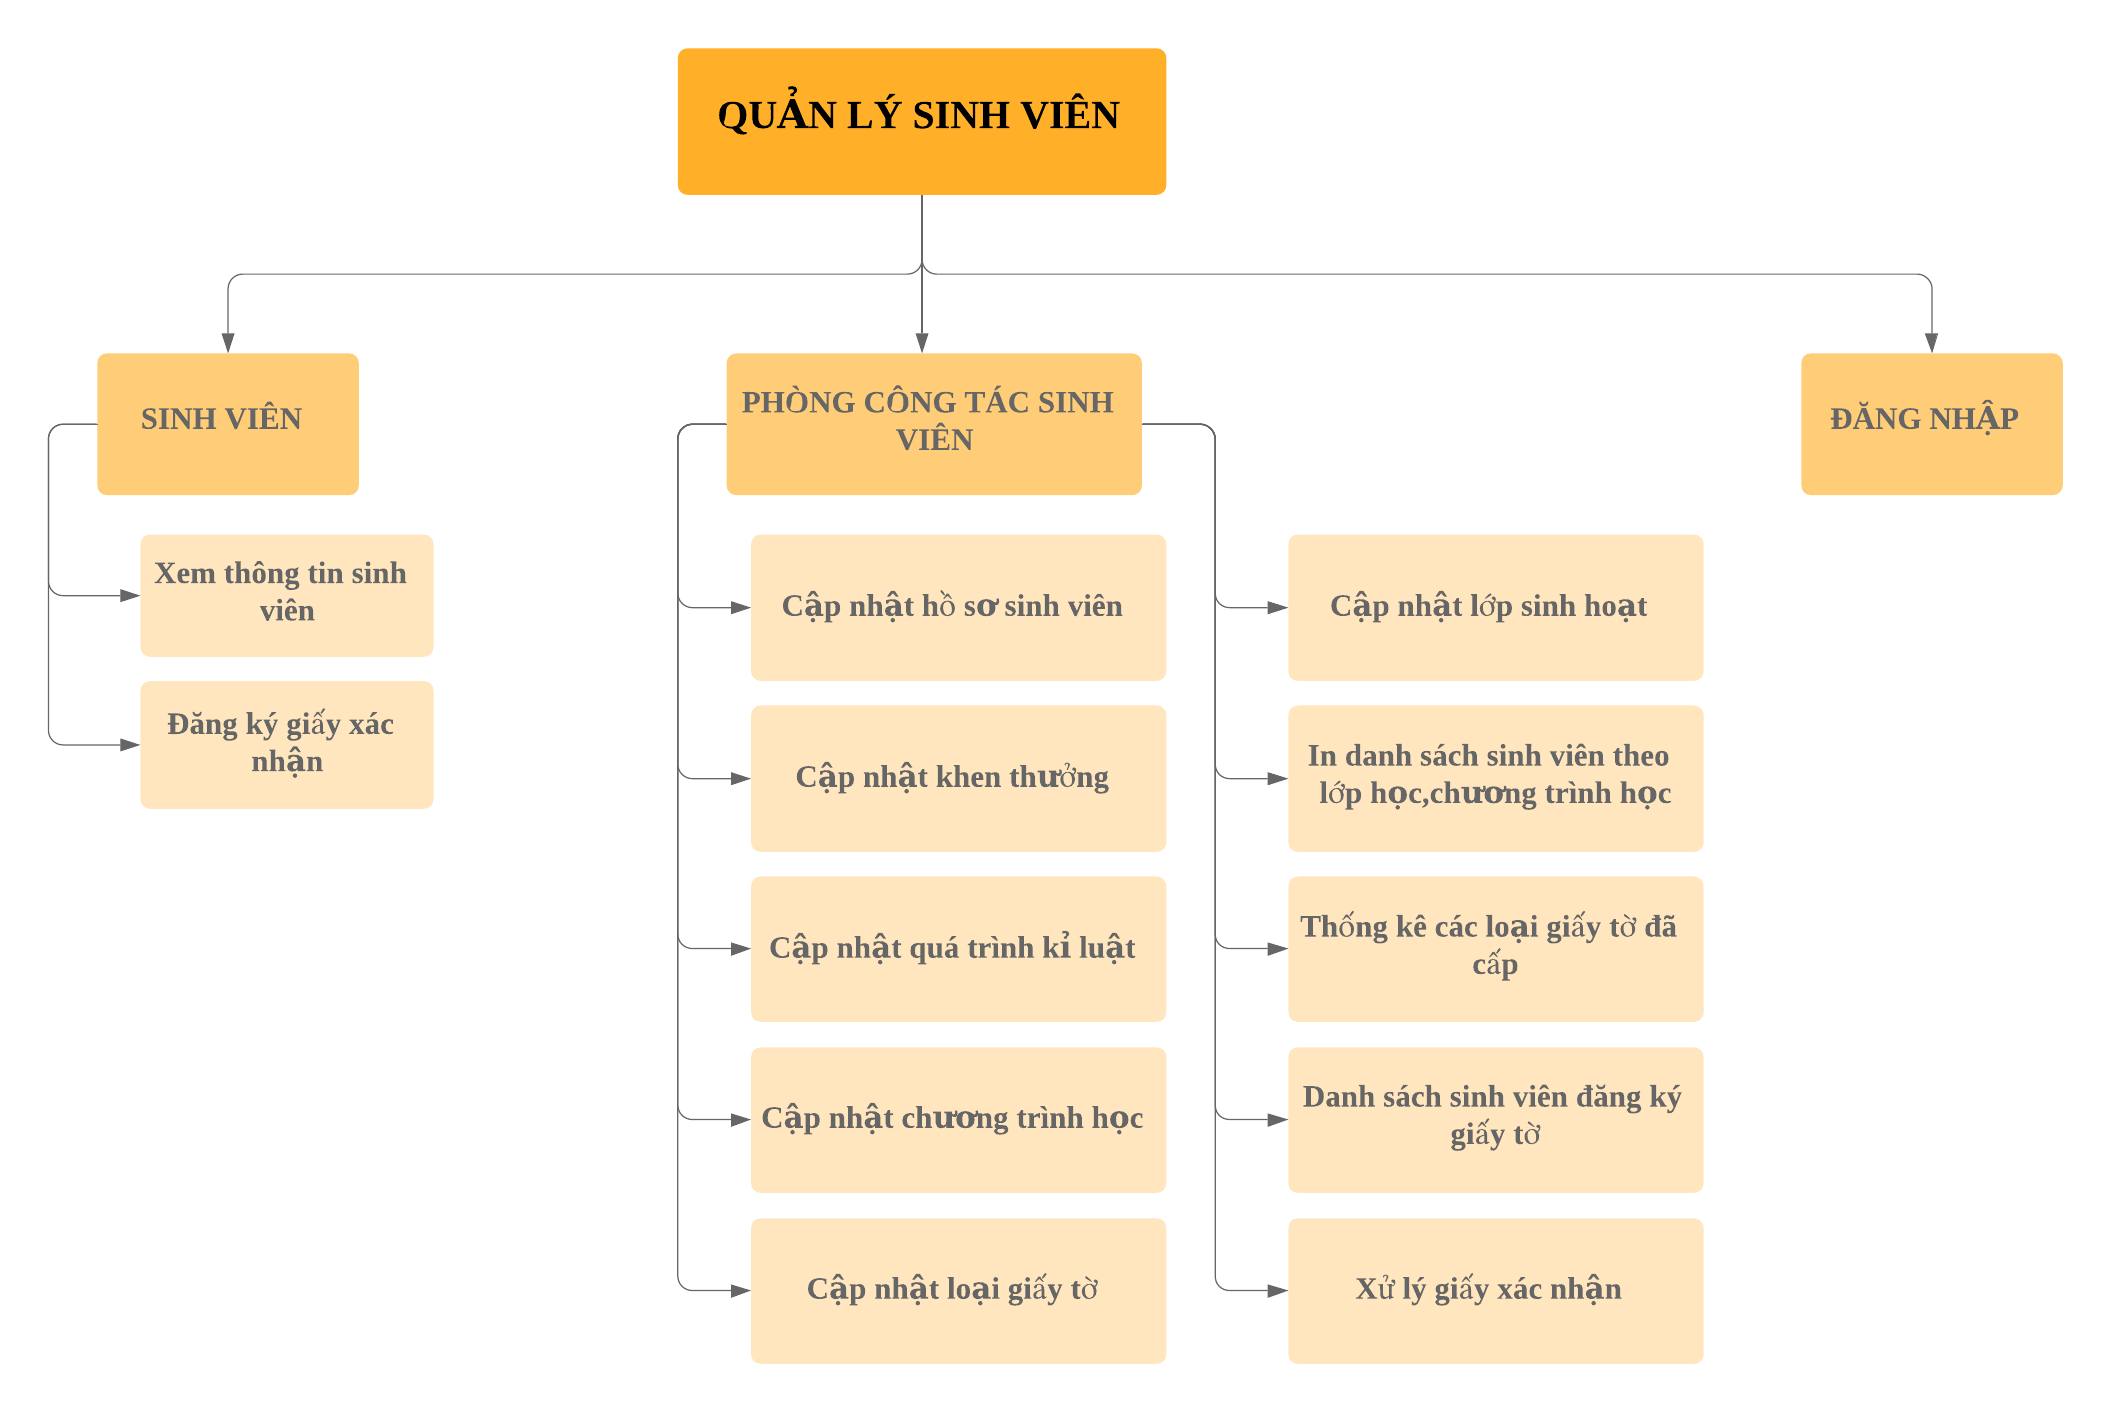 QUẢN LÝ SINH VIÊN
SINH VIÊN
PHÒNG CÔNG TÁC SINH
VIÊN
ĐĂNG NHẬP
Xem thông tin sinh
viên
Đăng ký giấy xác
nhận
Cập nhật hồ sơ sinh viên
Cập nhật khen thưởng
Cập nhật quá trình kỉ luật
Cập nhật chương trình học
Cập nhật loại giấy tờ
Cập nhật lớp sinh hoạt
In danh sách sinh viên theo
lớp học,chương trình học
Thống kê các loại giấy tờ đã
cấp
Danh sách sinh viên đăng ký
giấy tờ
Xử lý giấy xác nhận